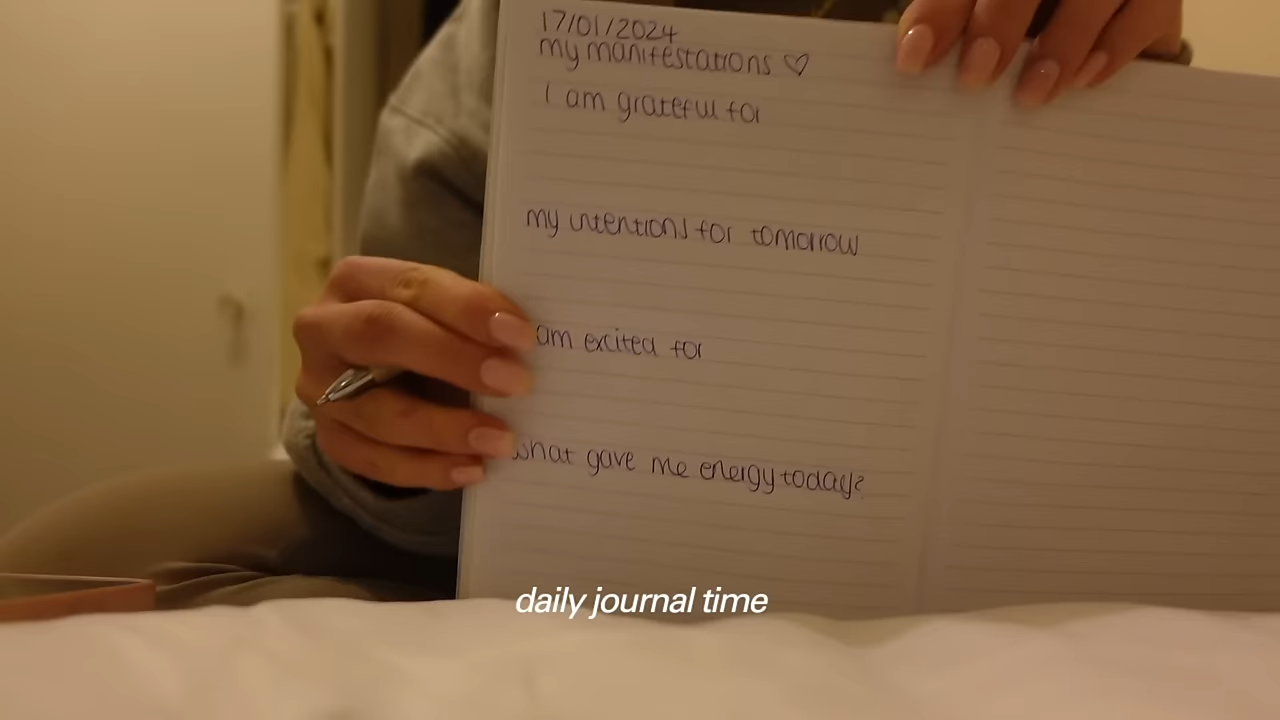 17/01/2024
my manifestations ♡
I am grateful for
my intentions for tomorrow
am excited for
what gave me energy today?
daily journal time